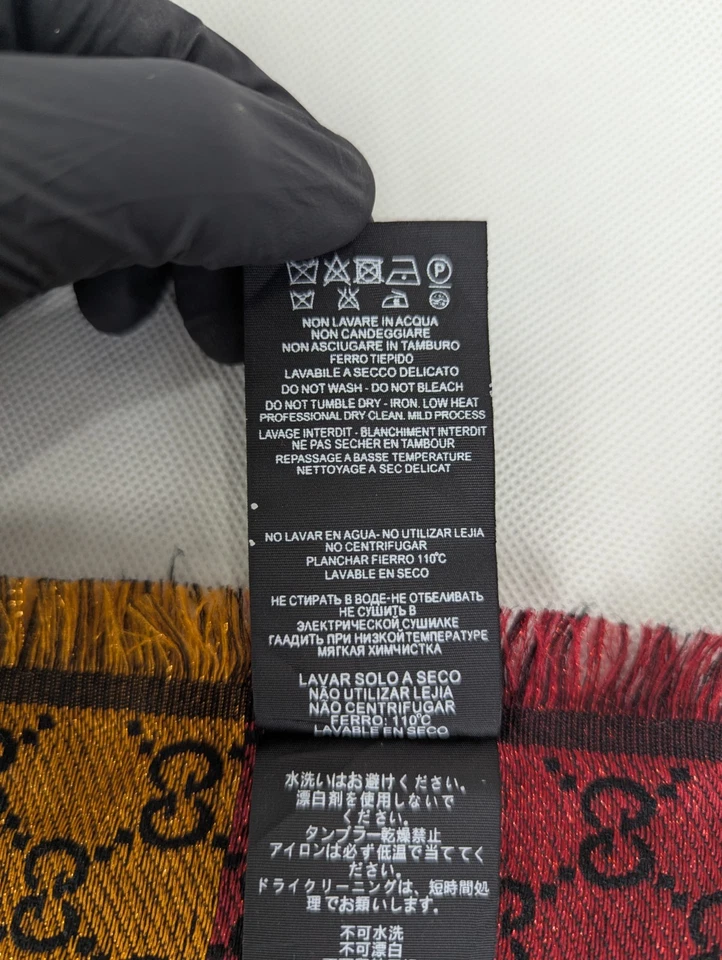 P
NON LAVARE IN ACQUA
NON CANDEGGIARE
NON ASCIUGARE IN TAMBURO
FERRO TIEPIDO
LAVABILE A SECCO DELICATO
DO NOT WASH - DO NOT BLEACH
DO NOT TUMBLE DRY - IRON. LOW HEAT
PROFESSIONAL DRY CLEAN. MILD PROCESS
LAVAGE INTERDIT - BLANCHIMENT INTERDIT
NE PAS SECHER EN TAMBOUR
REPASSAGE A BASSE TEMPERATURE
NETTOYAGE A SEC DELICAT
NO LAVAR EN AGUA- NO UTILIZAR LEJIA
NO CENTRIFUGAR
PLANCHAR FIERRO 110°C
LAVABLE EN SECO
НЕ СТИРАТЬ В ВОДЕ-НЕ ОТБЕЛИВАТЬ
НЕ СУШИТЬ В
ЭЛЕКТРИЧЕСКОЙ СУШИЛКЕ
ГААДИТЬ ПРИ НИЗКОЙТЕМПЕРАТУРЕ
МЯГКАЯ ХИМЧИСТКА
LAVAR SOLO A SECO
NÃO UTILIZAR LEJIA
NÃO CENTRIFUGAR
FERRO: 110°C
LAVABLE EN SECO
水洗いはお避けください。
漂白剤を使用しないで
ください。
タンブラー乾燥禁止
アイロンは必ず低温で当ててく
ださい。
ドライクリーニングは、短時間処
理でお願いします。
不可水洗
不可漂白